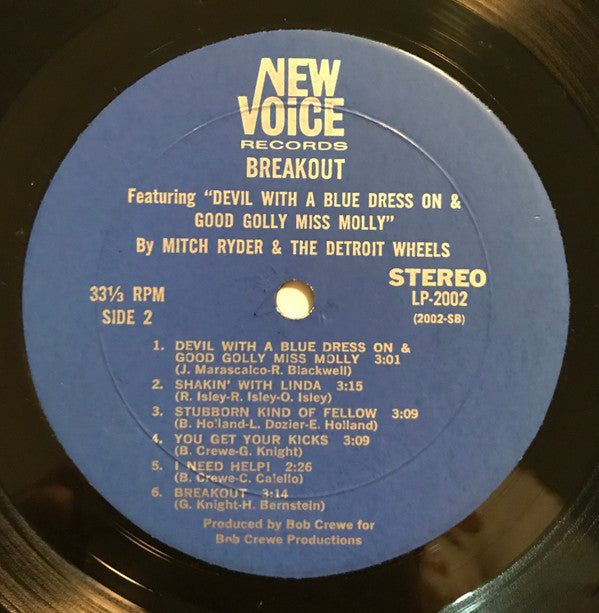 NEW
VOICE
RECORDS
BREAKOUT
Featuring "DEVIL WITH A BLUE DRESS ON &
GOOD GOLLY MISS MOLLY"
By MITCH RYDER & THE DETROIT WHEELS
STEREO
33⅓ RPM LP-2002
SIDE 2 (2002-SB)
1. DEVIL WITH A BLUE DRESS ON &
GOOD GOLLY MISS MOLLY 3:01
(J. Marascalco-R. Blackwell)
2. SHAKIN' WITH LINDA 3:15
(R. Isley-R. Isley-O. Isley)
3. STUBBORN KIND OF FELLOW 3:09
(B. Holland-L. Dozier-E. Holland)
4. YOU GET YOUR KICKS 3:09
(B. Crewe-G. Knight)
5. I NEED HELP! 2:26
(B. Crewe-C. Calello)
6. BREAKOUT 3:14
(G. Knight-H. Bernstein)
Produced by Bob Crewe for
Bob Crewe Productions